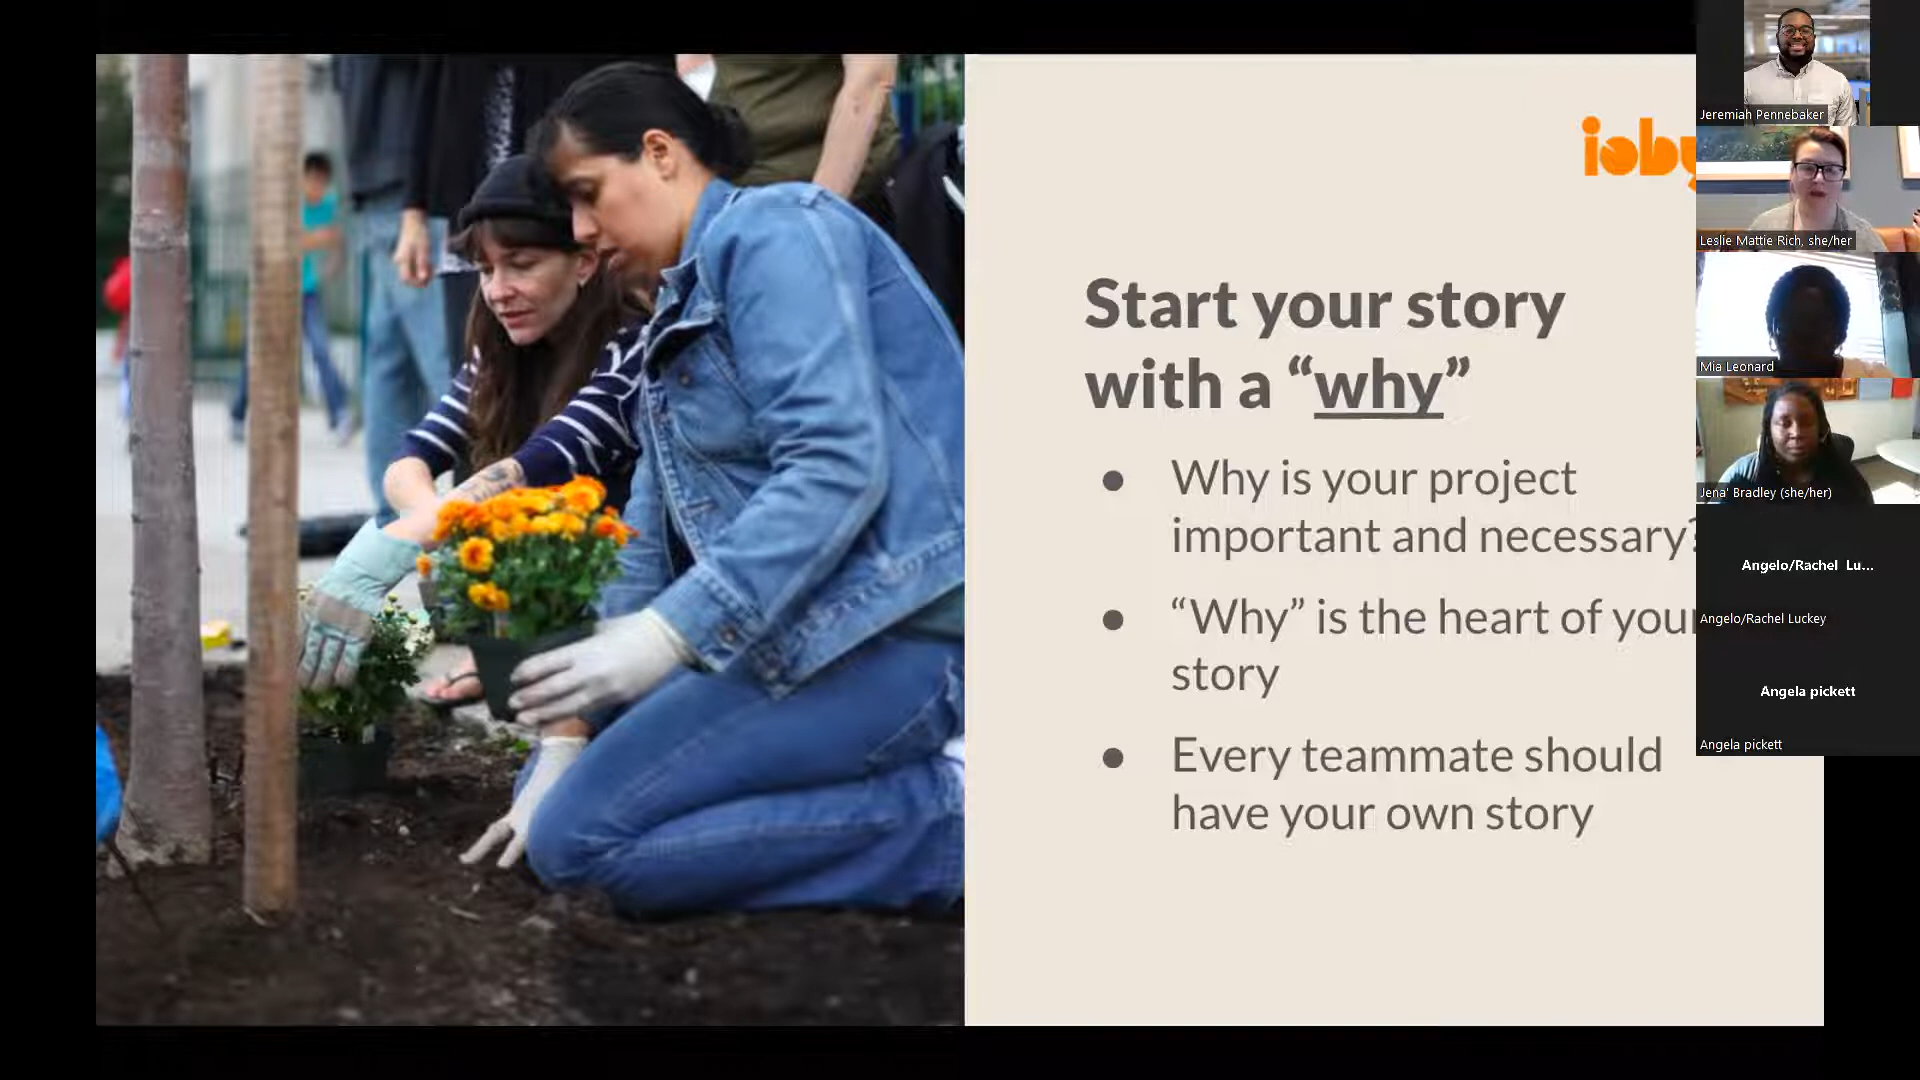 ioby
Start your story
with a “why”
● Why is your project
important and necessary?
● “Why” is the heart of your
story
● Every teammate should
have your own story
Jeremiah Pennebaker
Leslie Mattie Rich, she/her
Mia Leonard
Jena' Bradley (she/her)
Angelo/Rachel Lu...
Angelo/Rachel Luckey
Angela pickett
Angela pickett